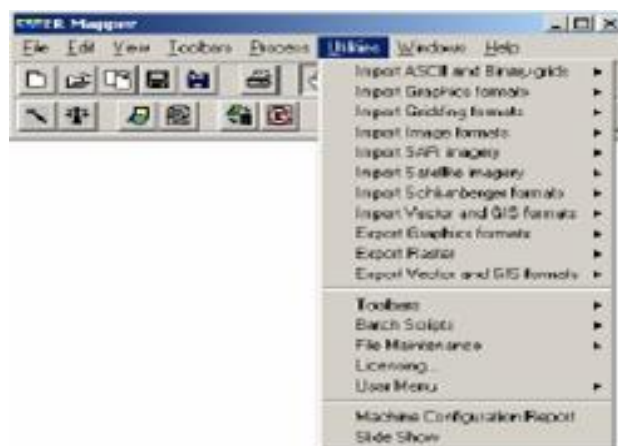 ER Mapper
File Edit View Toolbars Process Utilities Windows Help
Import ASCII and Binary grids
Import Graphics formats
Import Gridding formats
Import Image formats
Import SAR imagery
Import Satellite imagery
Import Schlumberger formats
Import Vector and GIS formats
Export Graphics formats
Export Raster
Export Vector and GIS formats
Toolbars
Batch Scripts
File Maintenance
Licensing...
User Menu
Machine Configuration Report
Slide Show